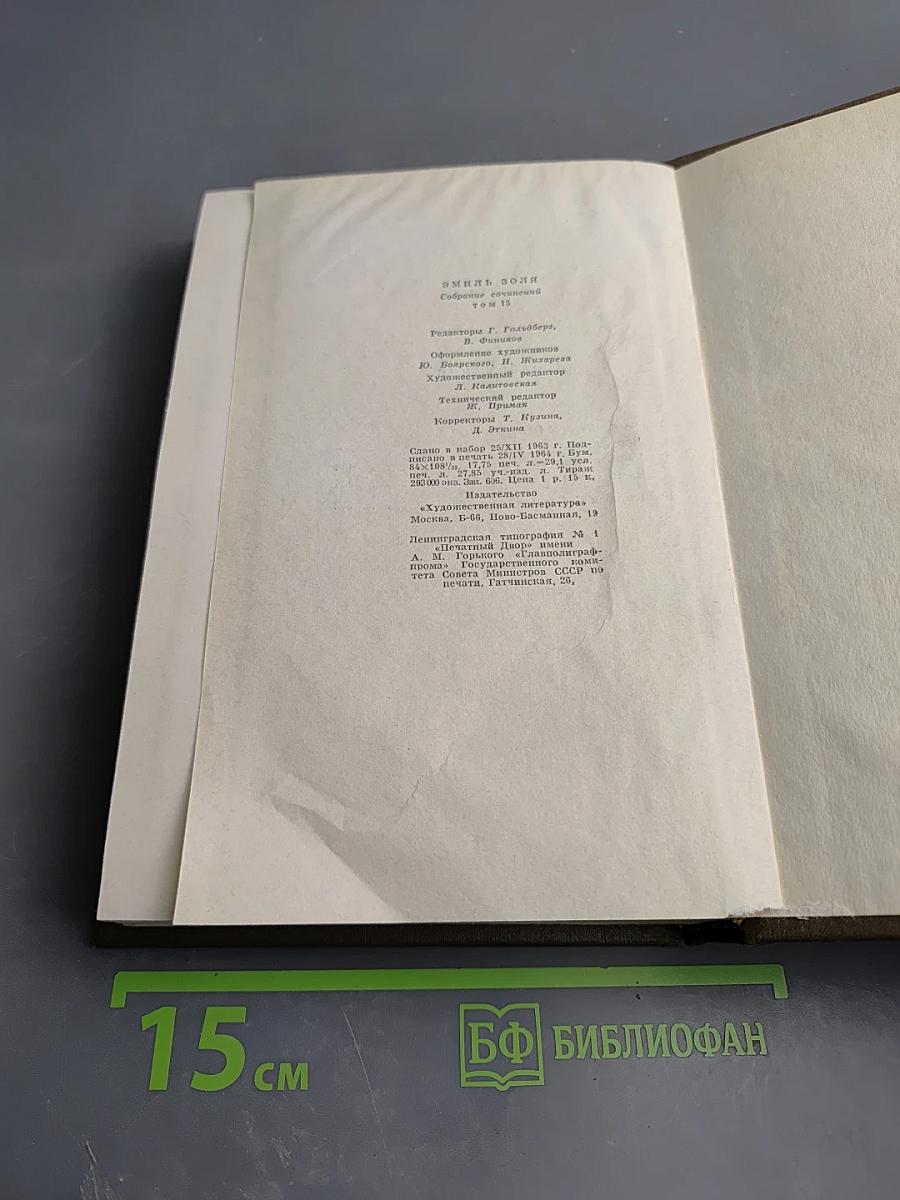 ЭМИЛЬ ЗОЛЯ
Собрание сочинений
том 15
Редакторы Г. Гольдберг,
В. Фиников
Оформление художников
Ю. Боярского, И. Жихарева
Художественный редактор
Л. Калитовская
Технический редактор
Ж. Примак
Корректоры Т. Кузина,
Д. Эткина
Сдано в набор 25/XII 1963 г. Под-
писано в печать 28/IV 1964 г. Бум.
84×108¹/₃₂. 17,75 печ. л.—29,1 усл.
печ. л. 27,85 уч.-изд. л. Тираж
293 000 экз. Зак. 606. Цена 1 р. 15 к.
Издательство
«Художественная литература»
Москва, Б-66, Ново-Басманная, 19
Ленинградская типография № 1
«Печатный Двор» имени
А. М. Горького «Главполиграф-
прома» Государственного коми-
тета Совета Министров СССР по
печати, Гатчинская, 26.
15 см
БФ БИБЛИОФАН